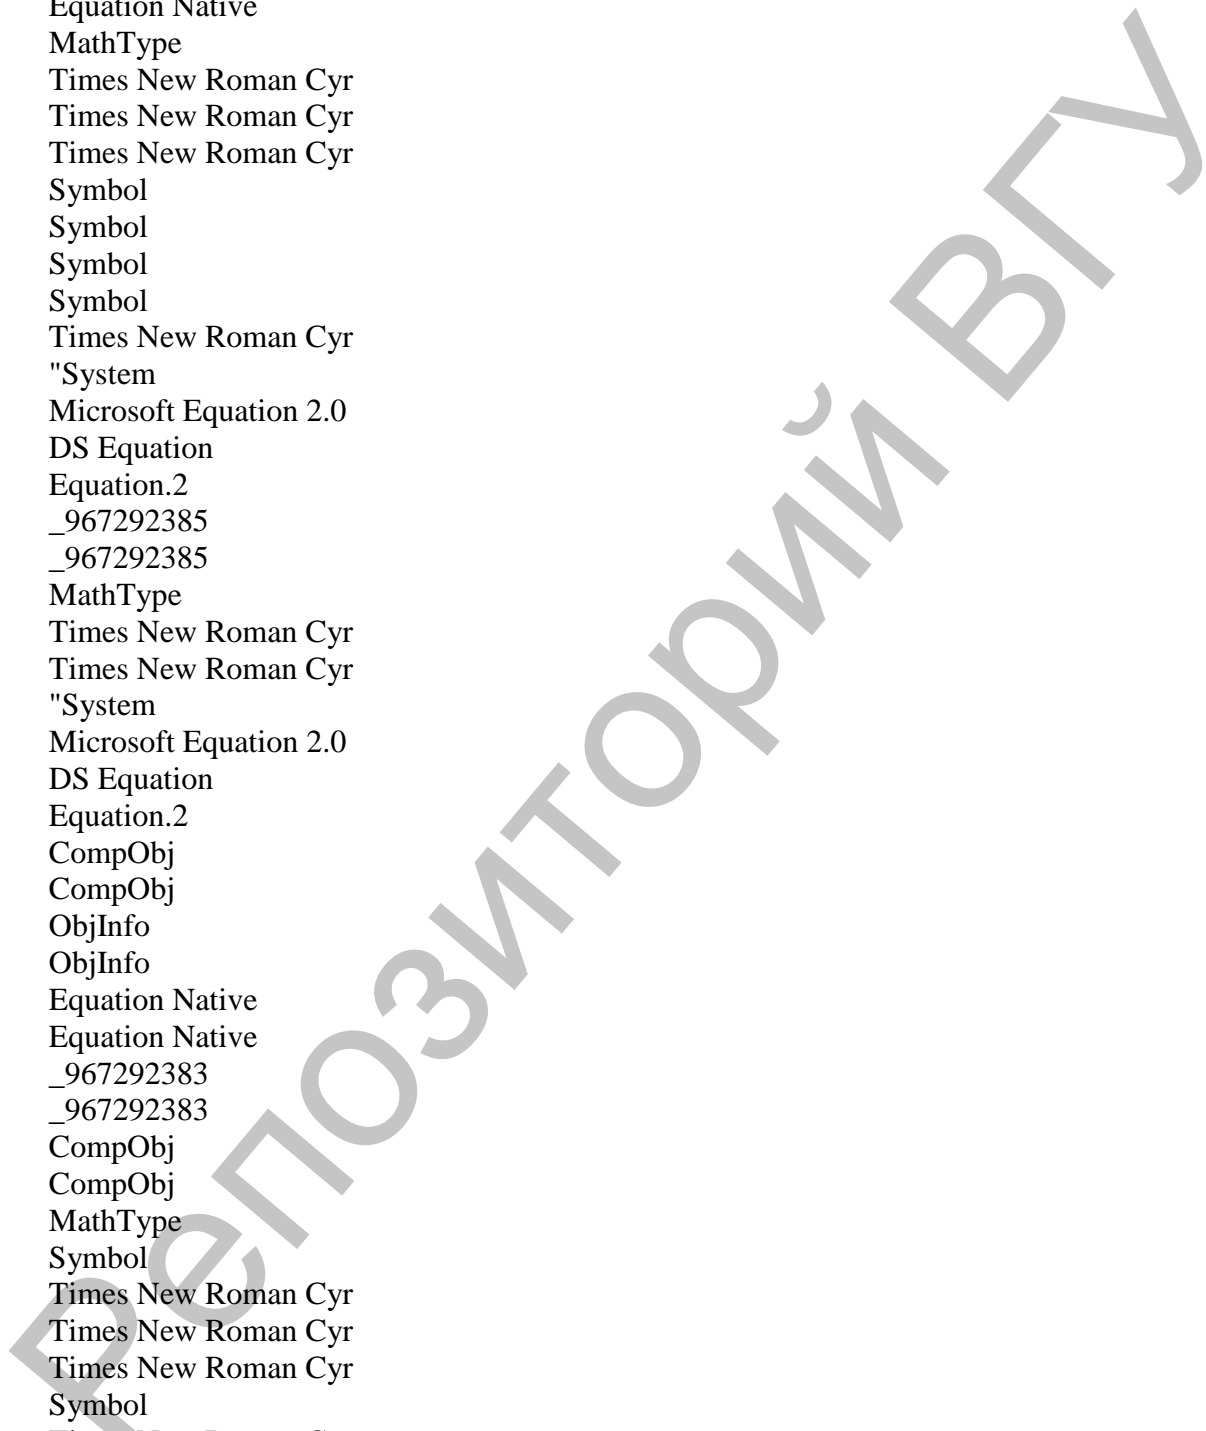 Equation Native
MathType
Times New Roman Cyr
Times New Roman Cyr
Times New Roman Cyr
Symbol
Symbol
Symbol
Symbol
Times New Roman Cyr
"System
Microsoft Equation 2.0
DS Equation
Equation.2
_967292385
_967292385
MathType
Times New Roman Cyr
Times New Roman Cyr
"System
Microsoft Equation 2.0
DS Equation
Equation.2
CompObj
CompObj
ObjInfo
ObjInfo
Equation Native
Equation Native
_967292383
_967292383
CompObj
CompObj
MathType
Symbol
Times New Roman Cyr
Times New Roman Cyr
Times New Roman Cyr
Symbol
Репозиторий ВГУ